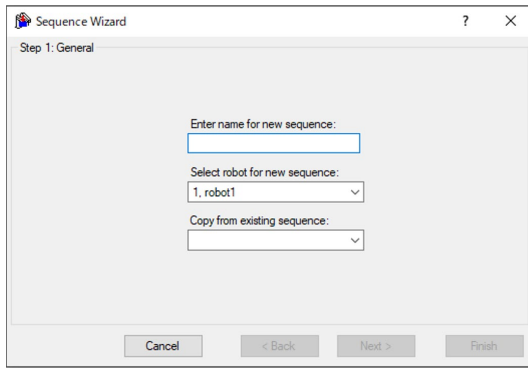 Sequence Wizard
?
Step 1: General
Enter name for new sequence:
Select robot for new sequence:
1, robot1
Copy from existing sequence:
Cancel
< Back
Next >
Finish